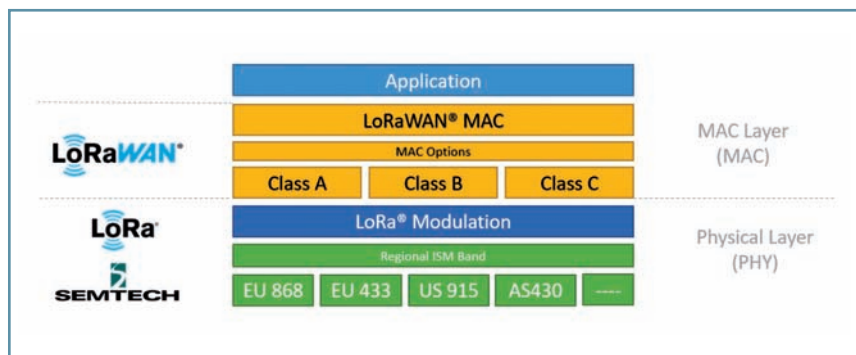 Application
LoRaWAN®
LoRaWAN® MAC
MAC Options
Class A Class B Class C
MAC Layer
(MAC)
LoRa®
LoRa® Modulation
Regional ISM Band
Physical Layer
(PHY)
SEMTECH
EU 868 EU 433 US 915 AS430 ----